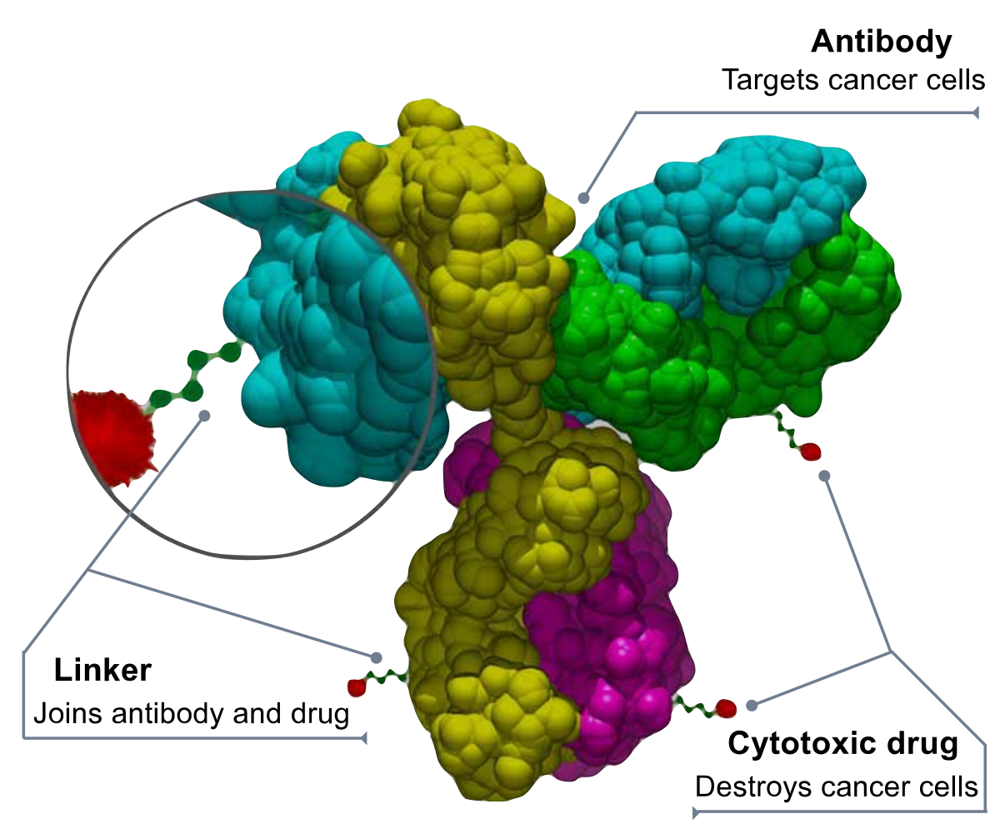 Antibody
Targets cancer cells
Linker
Joins antibody and drug
Cytotoxic drug
Destroys cancer cells